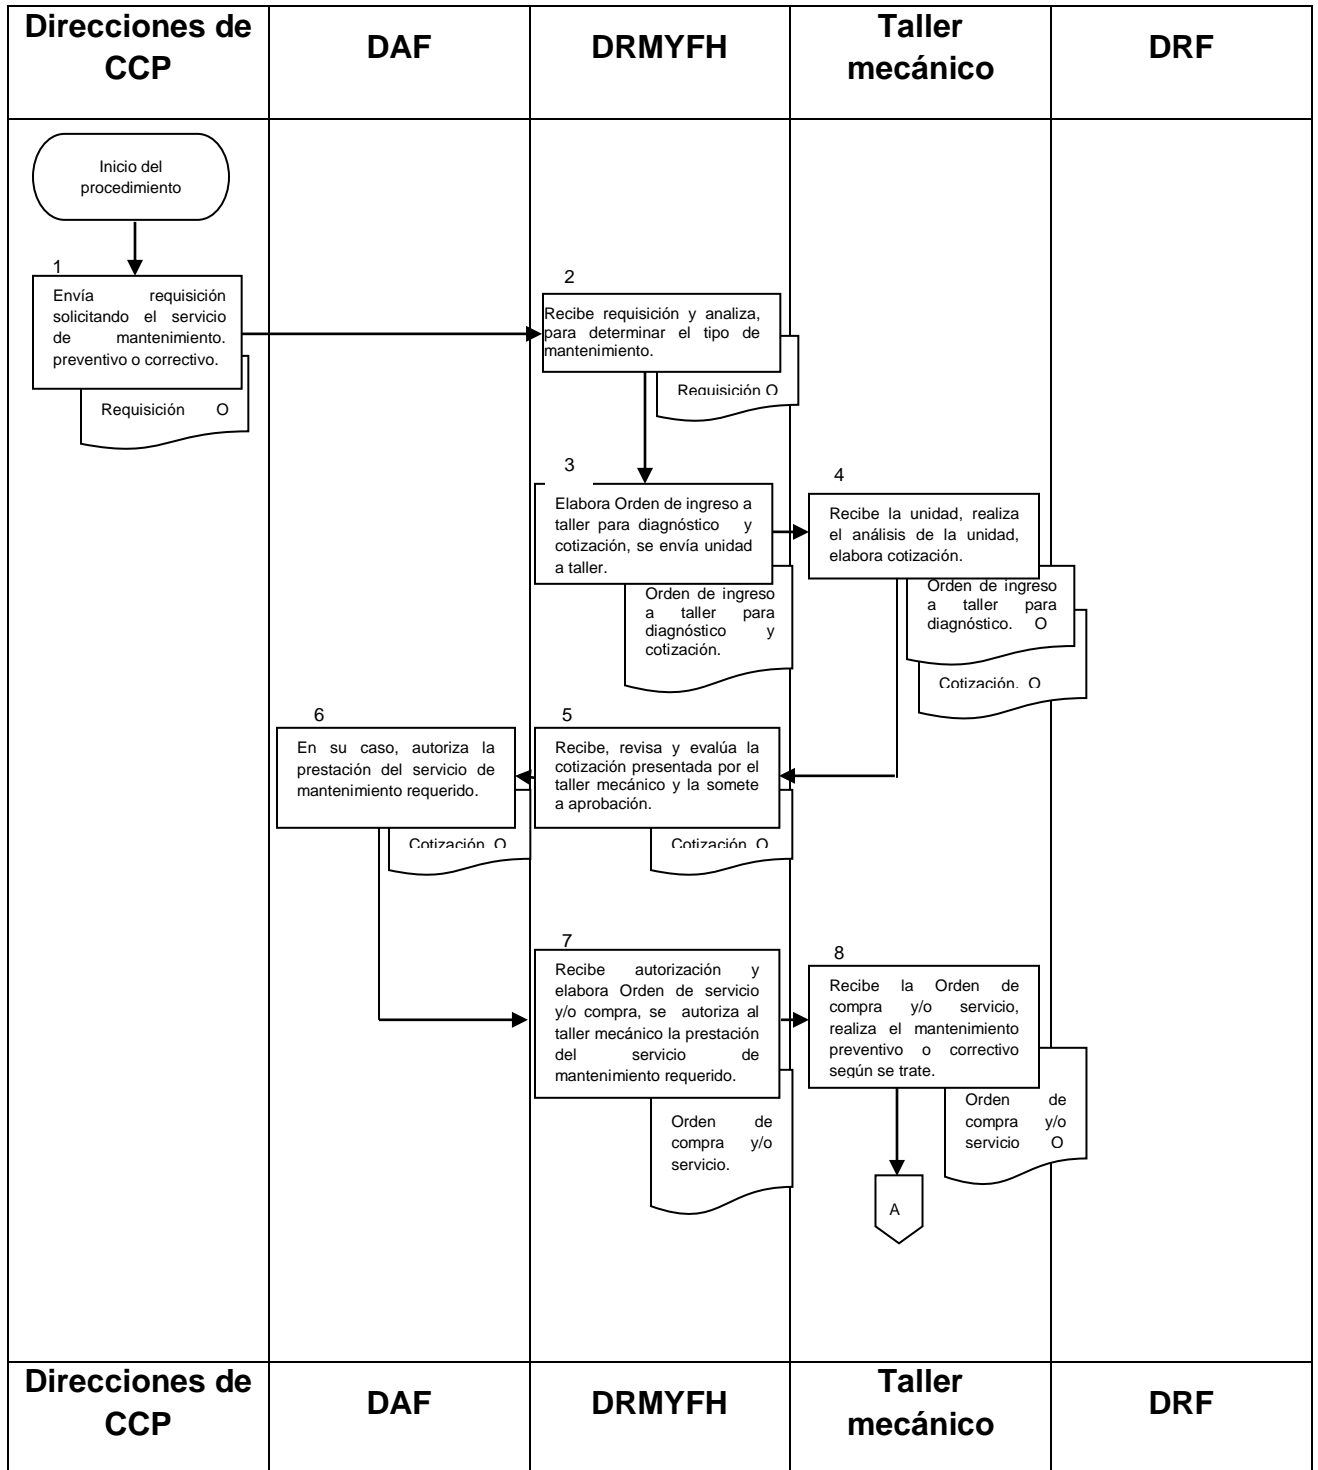 Direcciones de
CCP
DAF
DRMYFH
Taller
mecánico
DRF
Inicio del
procedimiento
1
Envía requisición
solicitando el servicio
de mantenimiento.
preventivo o correctivo.
Requisición O
2
Recibe requisición y analiza,
para determinar el tipo de
mantenimiento.
Requisición O
3
Elabora Orden de ingreso a
taller para diagnóstico y
cotización, se envía unidad
a taller.
Orden de ingreso
a taller para
diagnóstico y
cotización.
4
Recibe la unidad, realiza
el análisis de la unidad,
elabora cotización.
Orden de ingreso
a taller para
diagnóstico. O
Cotización. O
6
En su caso, autoriza la
prestación del servicio de
mantenimiento requerido.
Cotización O
5
Recibe, revisa y evalúa la
cotización presentada por el
taller mecánico y la somete
a aprobación.
Cotización O
7
Recibe autorización y
elabora Orden de servicio
y/o compra, se autoriza al
taller mecánico la prestación
del servicio de
mantenimiento requerido.
Orden de
compra y/o
servicio.
8
Recibe la Orden de
compra y/o servicio,
realiza el mantenimiento
preventivo o correctivo
según se trate.
Orden de
compra y/o
servicio O
A
Direcciones de
CCP
DAF
DRMYFH
Taller
mecánico
DRF